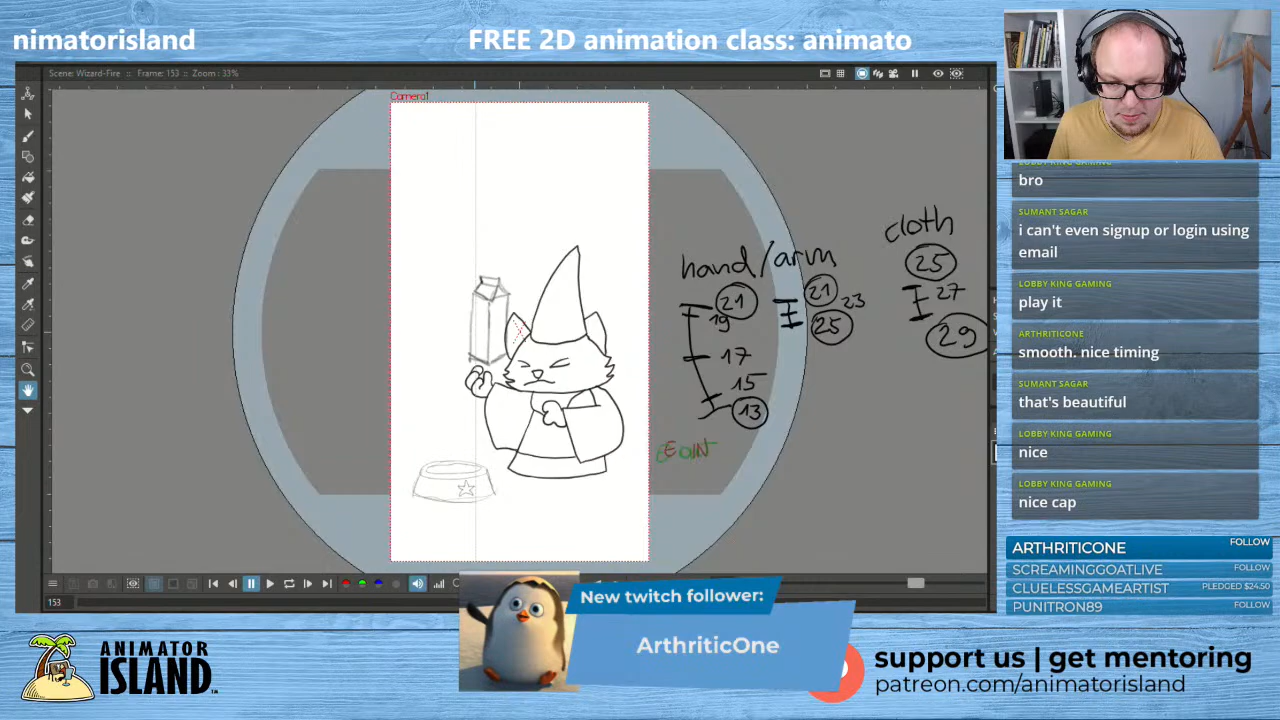 nimatorisland
FREE 2D animation class: animato
Scene: Wizard-Fire :: Frame: 153 :: Zoom : 33%
Camera1
hand/arm
21
19
17
15
13
21
23
25
cloth
25
27
29
LOBBY KING GAMING
bro
SUMANT SAGAR
i can't even signup or login using
email
LOBBY KING GAMING
play it
ARTHRITICONE
smooth. nice timing
SUMANT SAGAR
that's beautiful
LOBBY KING GAMING
nice
LOBBY KING GAMING
nice cap
ARTHRITICONE FOLLOW
SCREAMINGGOATLIVE FOLLOW
CLUELESSGAMEARTIST PLEDGED $24.50
PUNITRON89 FOLLOW
153
New twitch follower:
ArthriticOne
ANIMATOR
ISLAND™
support us | get mentoring
patreon.com/animatorisland